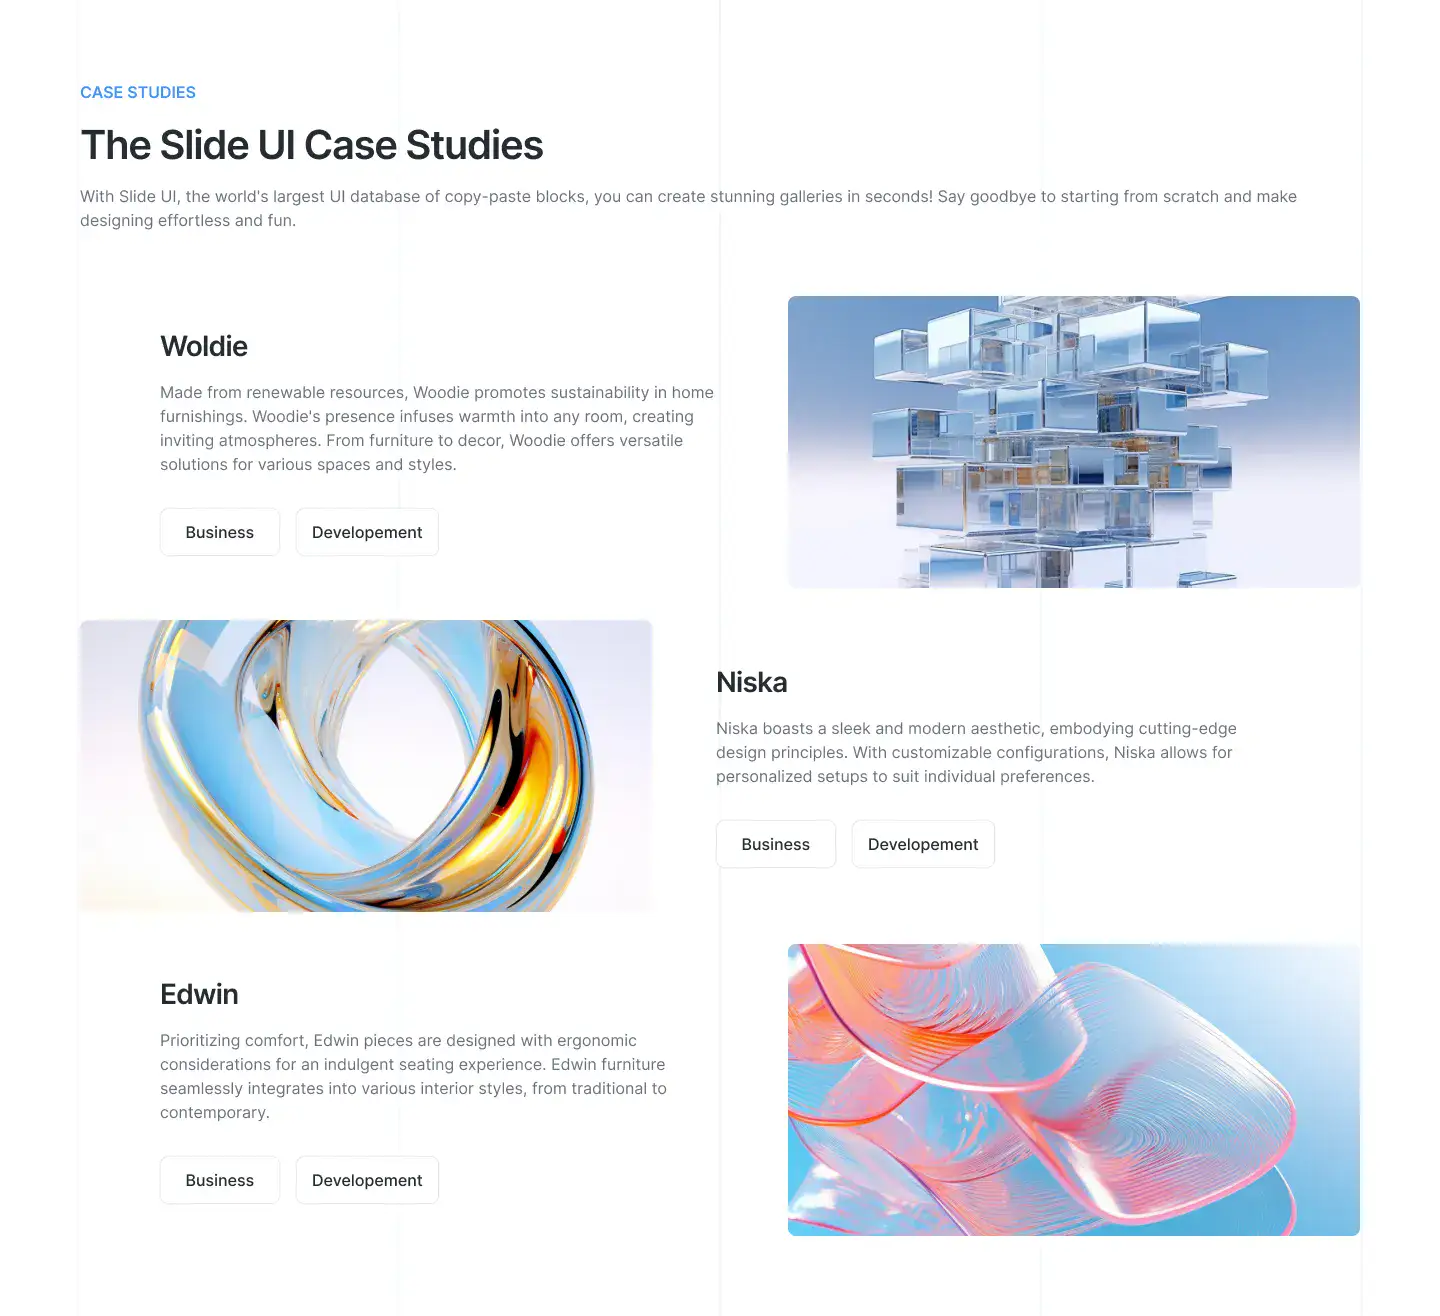 CASE STUDIES
The Slide UI Case Studies
With Slide UI, the world's largest UI database of copy-paste blocks, you can create stunning galleries in seconds! Say goodbye to starting from scratch and make
designing effortless and fun.
Woldie
Made from renewable resources, Woodie promotes sustainability in home
furnishings. Woodie's presence infuses warmth into any room, creating
inviting atmospheres. From furniture to decor, Woodie offers versatile
solutions for various spaces and styles.
Business
Developement
Niska
Niska boasts a sleek and modern aesthetic, embodying cutting-edge
design principles. With customizable configurations, Niska allows for
personalized setups to suit individual preferences.
Business
Developement
Edwin
Prioritizing comfort, Edwin pieces are designed with ergonomic
considerations for an indulgent seating experience. Edwin furniture
seamlessly integrates into various interior styles, from traditional to
contemporary.
Business
Developement